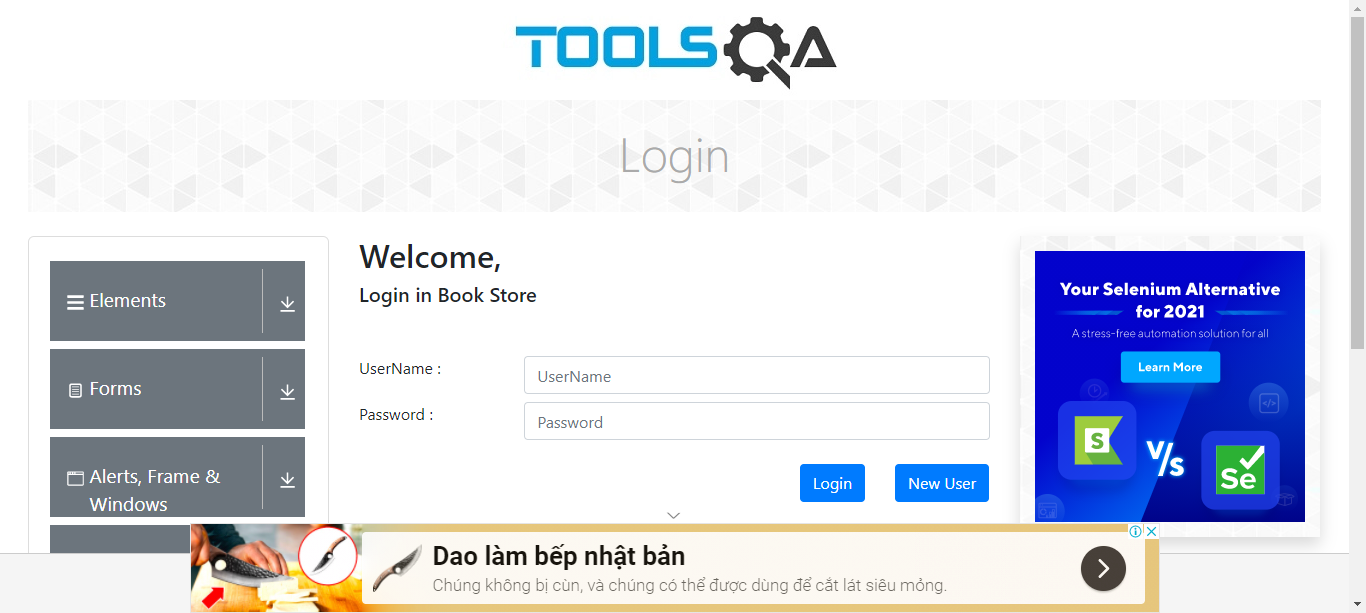 TOOLSQA
Login
Elements
Forms
Alerts, Frame &
Windows
Welcome,
Login in Book Store
UserName :
UserName
Password :
Password
Login
New User
Your Selenium Alternative
for 2021
A stress-free automation solution for all
Learn More
S
V/S
Se
Dao làm bếp nhật bản
Chúng không bị cùn, và chúng có thể được dùng để cắt lát siêu mỏng.